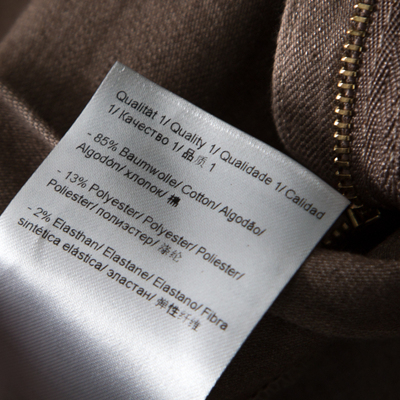 Qualität 1/ Quality 1/ Qualidade 1/ Calidad
1/ Качество 1/ 品质 1
- 85% Baumwolle/ Cotton/ Algodão/
Algodón/ хлопок/ 棉
- 13% Polyester/ Polyester/ Poliester/
Poliester/ полиэстер/ 涤纶
- 2% Elasthan/ Elastane/ Elastano/ Fibra
sintética elástica/ эластан/ 弹性纤维